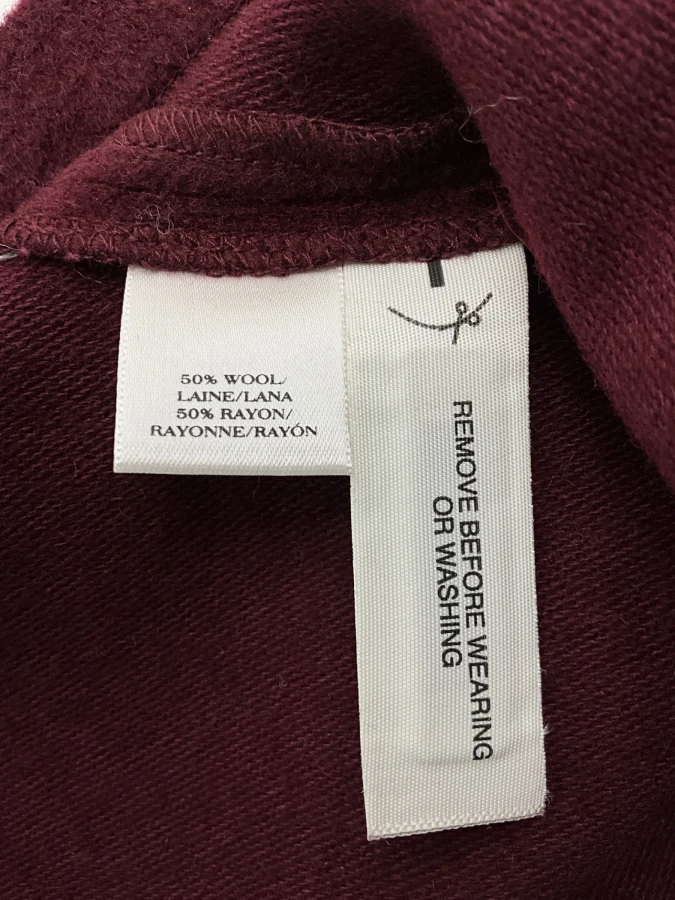 50% WOOL/
LAINE/LANA
50% RAYON/
RAYONNE/RAYÓN
REMOVE BEFORE WEARING
OR WASHING